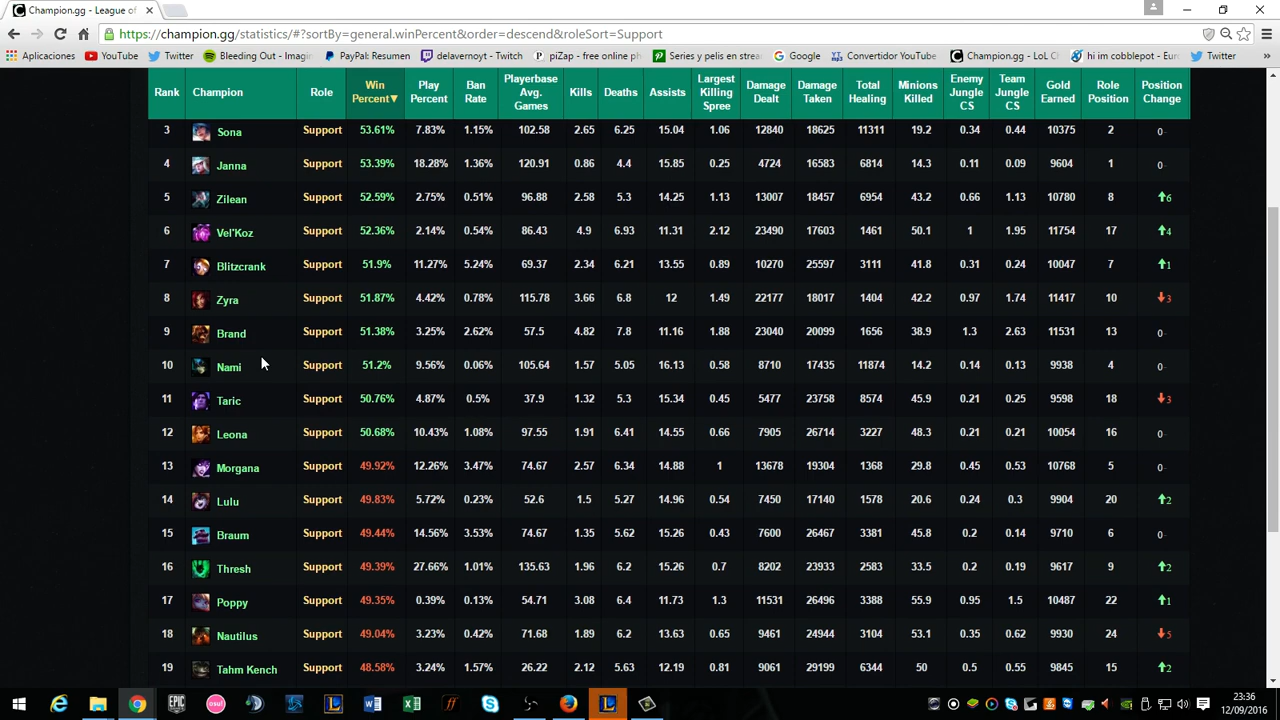 Champion.gg - League of
https://champion.gg/statistics/#?sortBy=general.winPercent&order=descend&roleSort=Support
Aplicaciones YouTube Twitter Bleeding Out - Imagin PayPal: Resumen delavernoyt - Twitch piZap - free online ph Series y pelis en strea Google Convertidor YouTube Champion.gg - LoL C hi im cobblepot - Eur Twitter
Rank Champion Role Win Percent▼ Play Percent Ban Rate Playerbase Avg. Games Kills Deaths Assists Largest Killing Spree Damage Dealt Damage Taken Total Healing Minions Killed Enemy Jungle CS Team Jungle CS Gold Earned Role Position Position Change
3 Sona Support 53.61% 7.83% 1.15% 102.58 2.65 6.25 15.04 1.06 12840 18625 11311 19.2 0.34 0.44 10375 2 0-
4 Janna Support 53.39% 18.28% 1.36% 120.91 0.86 4.4 15.85 0.25 4724 16583 6814 14.3 0.11 0.09 9604 1 0-
5 Zilean Support 52.59% 2.75% 0.51% 96.88 2.58 5.3 14.25 1.13 13007 18457 6954 43.2 0.66 1.13 10780 8 6
6 Vel'Koz Support 52.36% 2.14% 0.54% 86.43 4.9 6.93 11.31 2.12 23490 17603 1461 50.1 1 1.95 11754 17 4
7 Blitzcrank Support 51.9% 11.27% 5.24% 69.37 2.34 6.21 13.55 0.89 10270 25597 3111 41.8 0.31 0.24 10047 7 1
8 Zyra Support 51.87% 4.42% 0.78% 115.78 3.66 6.8 12 1.49 22177 18017 1404 42.2 0.97 1.74 11417 10 3
9 Brand Support 51.38% 3.25% 2.62% 57.5 4.82 7.8 11.16 1.88 23040 20099 1656 38.9 1.3 2.63 11531 13 0-
10 Nami Support 51.2% 9.56% 0.06% 105.64 1.57 5.05 16.13 0.58 8710 17435 11874 14.2 0.14 0.13 9938 4 0-
11 Taric Support 50.76% 4.87% 0.5% 37.9 1.32 5.3 15.34 0.45 5477 23758 8574 45.9 0.21 0.25 9598 18 3
12 Leona Support 50.68% 10.43% 1.08% 97.55 1.91 6.41 14.55 0.66 7905 26714 3227 48.3 0.21 0.21 10054 16 0-
13 Morgana Support 49.92% 12.26% 3.47% 74.67 2.57 6.34 14.88 1 13678 19304 1368 29.8 0.45 0.53 10768 5 0-
14 Lulu Support 49.83% 5.72% 0.23% 52.6 1.5 5.27 14.96 0.54 7450 17140 1578 20.6 0.24 0.3 9904 20 2
15 Braum Support 49.44% 14.56% 3.53% 74.67 1.35 5.62 15.26 0.43 7600 26467 3381 45.8 0.2 0.14 9710 6 0-
16 Thresh Support 49.39% 27.66% 1.01% 135.63 1.96 6.2 15.26 0.7 8202 23933 2583 33.5 0.2 0.19 9617 9 2
17 Poppy Support 49.35% 0.39% 0.13% 54.71 3.08 6.4 11.73 1.3 11531 26496 3388 55.9 0.95 1.5 10487 22 1
18 Nautilus Support 49.04% 3.23% 0.42% 71.68 1.89 6.2 13.63 0.65 9461 24944 3104 53.1 0.35 0.62 9930 24 5
19 Tahm Kench Support 48.58% 3.24% 1.57% 26.22 2.12 5.63 12.19 0.81 9061 29199 6344 50 0.5 0.55 9845 15 2
EPIC osu! 23:36
12/09/2016